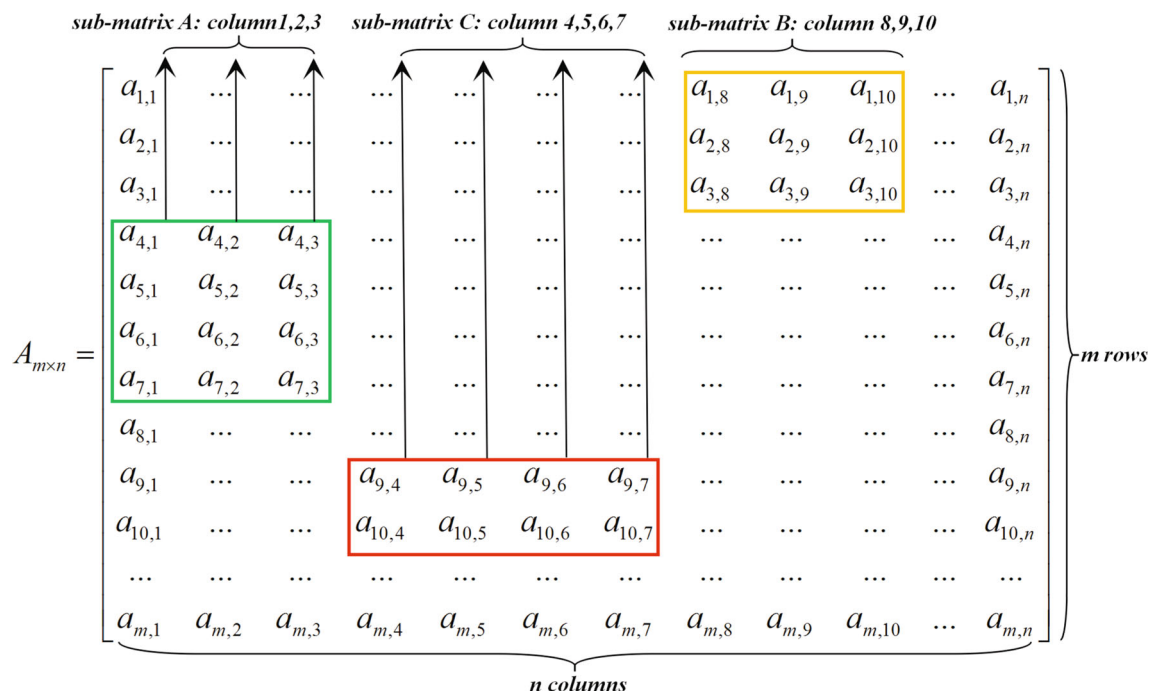 sub-matrix A: column1,2,3 sub-matrix C: column 4,5,6,7 sub-matrix B: column 8,9,10
a1,1 ... ... ... ... ... ... a1,8 a1,9 a1,10 ... a1,n
a2,1 ... ... ... ... ... ... a2,8 a2,9 a2,10 ... a2,n
a3,1 ... ... ... ... ... ... a3,8 a3,9 a3,10 ... a3,n
a4,1 a4,2 a4,3 ... ... ... ... ... ... ... ... a4,n
a5,1 a5,2 a5,3 ... ... ... ... ... ... ... ... a5,n
a6,1 a6,2 a6,3 ... ... ... ... ... ... ... ... a6,n
Am×n = m rows
a7,1 a7,2 a7,3 ... ... ... ... ... ... ... ... a7,n
a8,1 ... ... ... ... ... ... ... ... ... ... a8,n
a9,1 ... ... a9,4 a9,5 a9,6 a9,7 ... ... ... ... a9,n
a10,1 ... ... a10,4 a10,5 a10,6 a10,7 ... ... ... ... a10,n
... ... ... ... ... ... ... ... ... ... ... ...
am,1 am,2 am,3 am,4 am,5 am,6 am,7 am,8 am,9 am,10 ... am,n
n columns